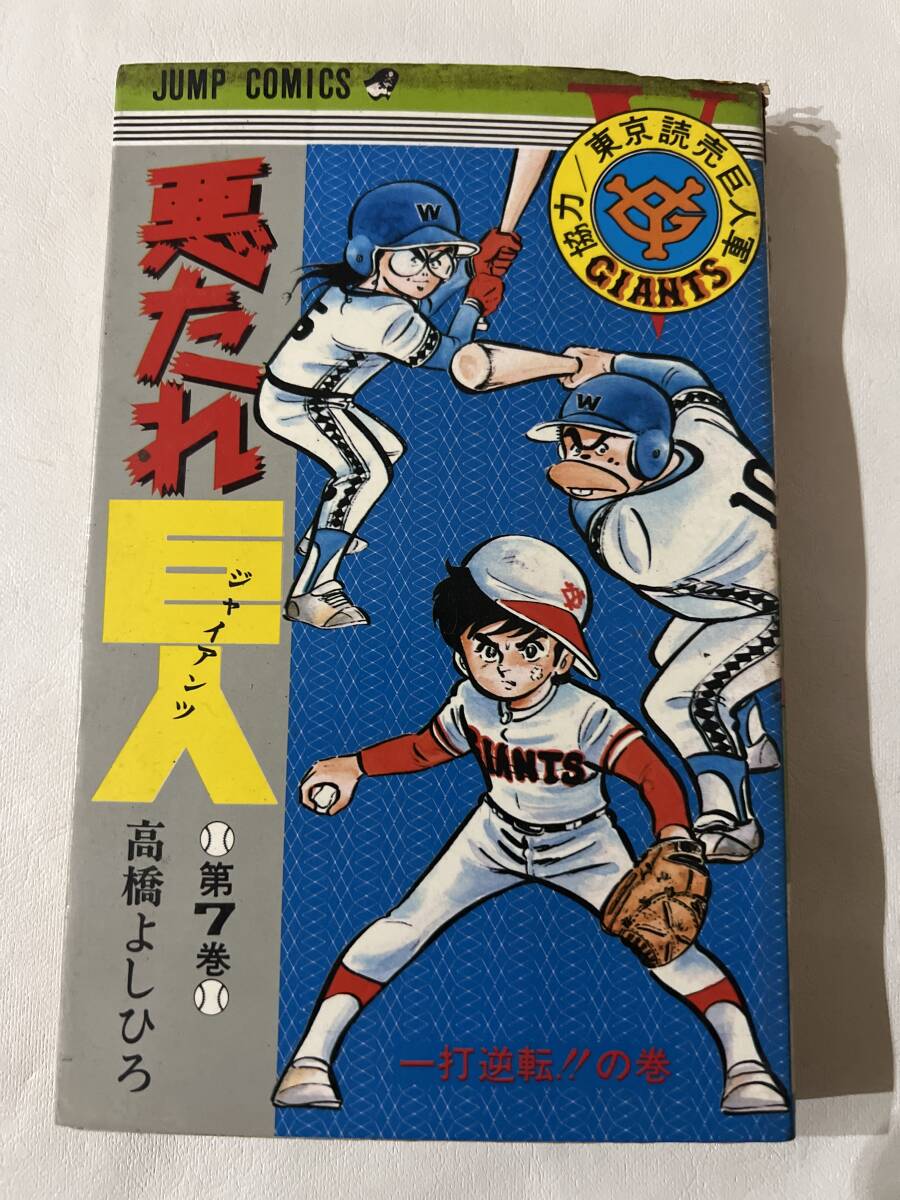 JUMP COMICS
協力/東京読売巨人軍
GIANTS
悪たれ
巨人
ジャイアンツ
第7巻
高橋よしひろ
W
5
W
10
GIANTS
一打逆転!!の巻